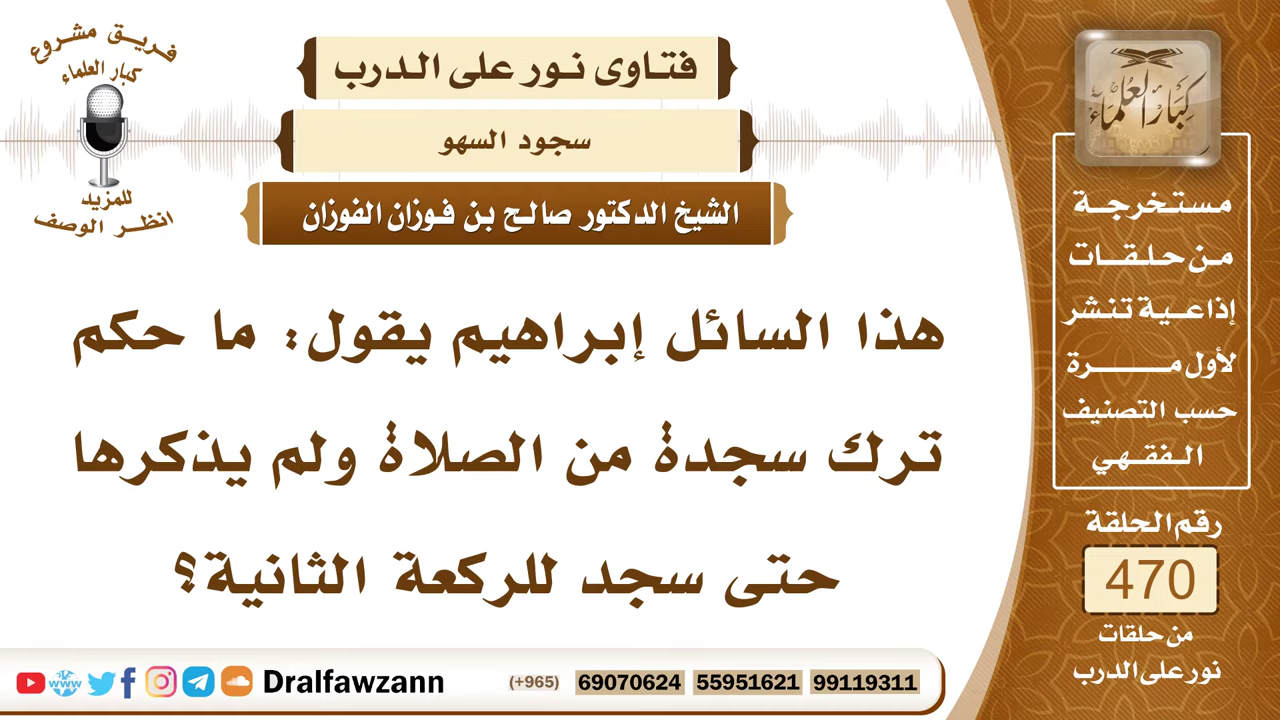 فريق مشروع
كبار العلماء
للمزيد
انظر الوصف
فتاوى نور على الدرب
سجود السهو
الشيخ الدكتور صالح بن فوزان الفوزان
هذا السائل إبراهيم يقول: ما حكم
ترك سجدة من الصلاة ولم يذكرها
حتى سجد للركعة الثانية؟
كبار العلماء
مستخرجة
من حلقات
إذاعية تنشر
لأول مرة
حسب التصنيف
الفقهي
رقم الحلقة
470
من حلقات
نور على الدرب
www Dralfawzann (+965) 69070624 55951621 99119311